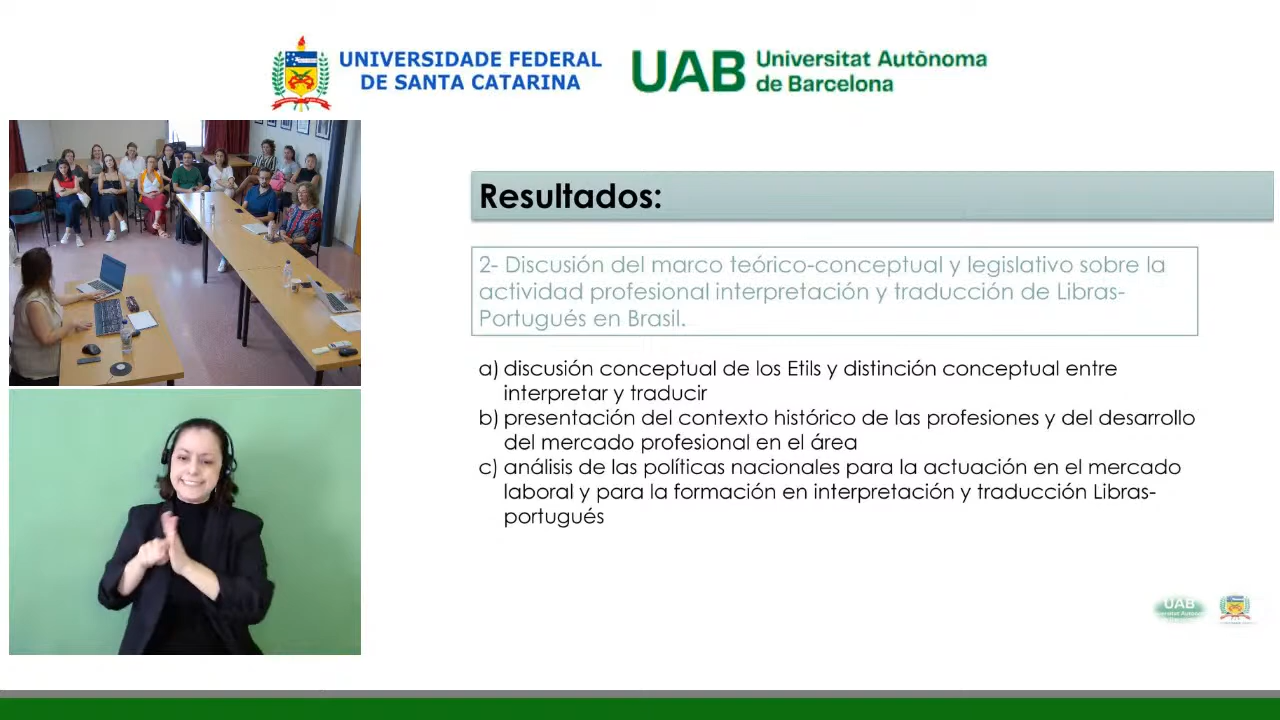 UNIVERSIDADE FEDERAL
DE SANTA CATARINA
UAB
Universitat Autònoma
de Barcelona
Resultados:
2- Discusión del marco teórico-conceptual y legislativo sobre la
actividad profesional interpretación y traducción de Libras-
Portugués en Brasil.
a) discusión conceptual de los Etils y distinción conceptual entre
interpretar y traducir
b) presentación del contexto histórico de las profesiones y del desarrollo
del mercado profesional en el área
c) análisis de las políticas nacionales para la actuación en el mercado
laboral y para la formación en interpretación y traducción Libras-
portugués
UAB